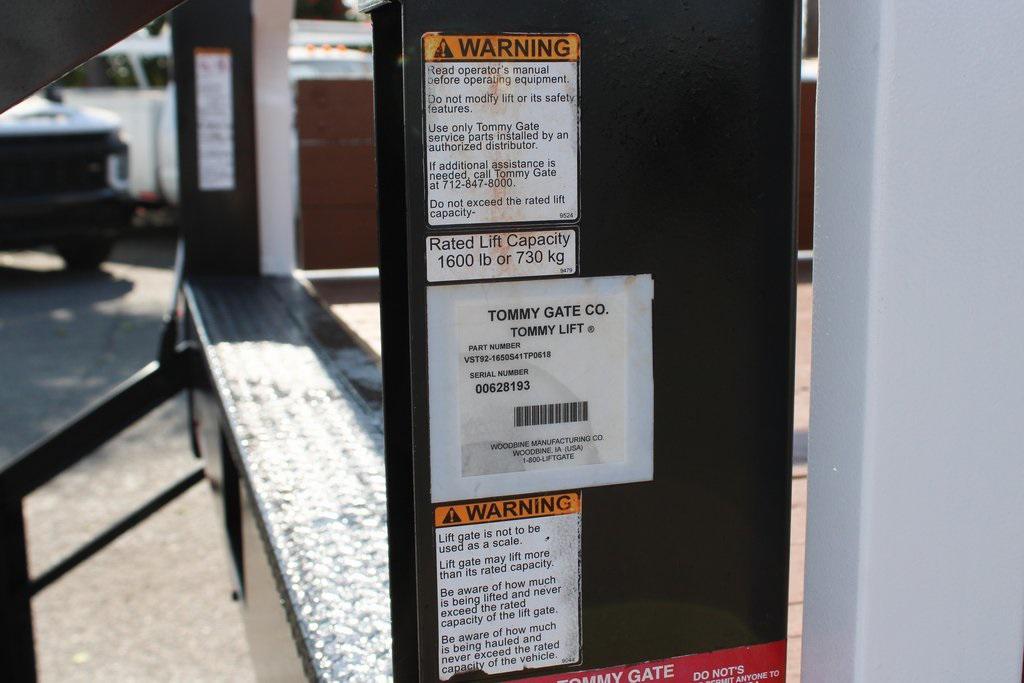 WARNING
Read operator's manual
before operating equipment.
Do not modify lift or its safety
features.
Use only Tommy Gate
service parts installed by an
authorized distributor.
If additional assistance is
needed, call Tommy Gate
at 712-847-8000.
Do not exceed the rated lift
capacity-
9524
Rated Lift Capacity
1600 lb or 730 kg
9479
TOMMY GATE CO.
TOMMY LIFT ®
PART NUMBER
VST92-1650S41TP0618
SERIAL NUMBER
00628193
WOODBINE MANUFACTURING CO.
WOODBINE, IA (USA)
1-800-LIFTGATE
WARNING
Lift gate is not to be
used as a scale.
Lift gate may lift more
than its rated capacity.
Be aware of how much
is being lifted and never
exceed the rated
capacity of the lift gate.
Be aware of how much
is being hauled and
never exceed the rated
capacity of the vehicle.
TOMMY GATE
DO NOT'S
PERMIT ANYONE TO